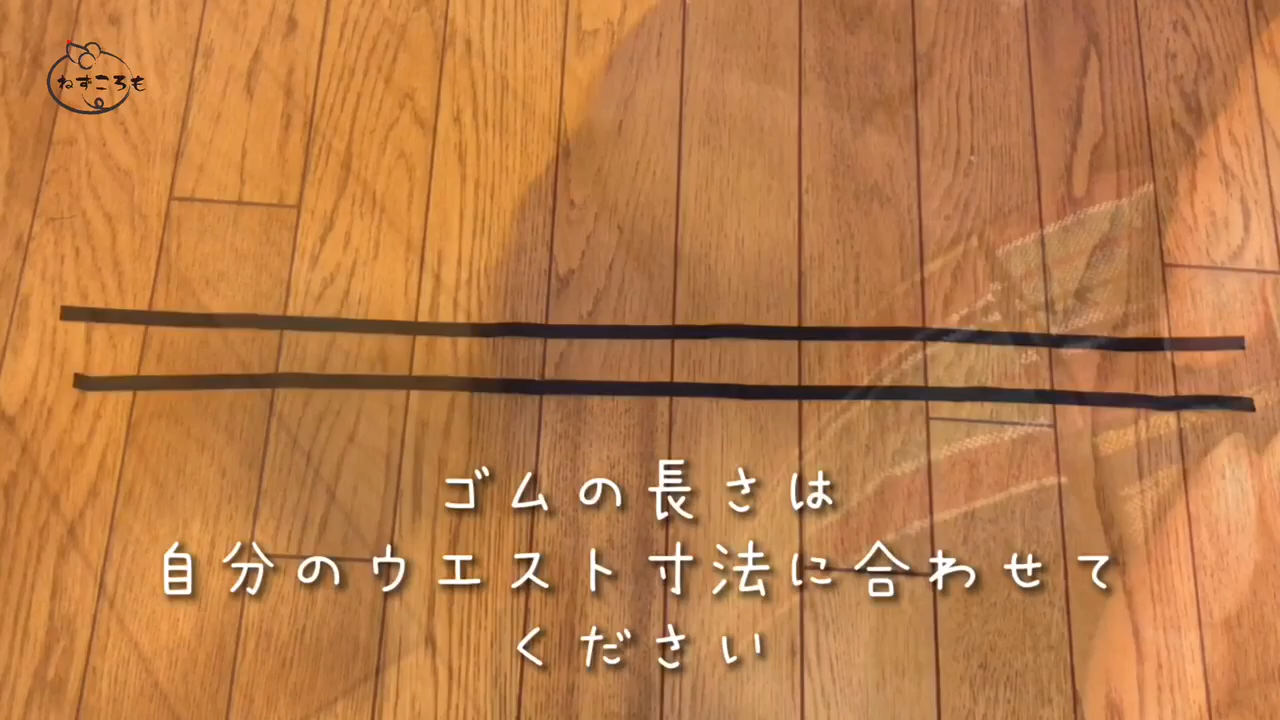 ねずころも
ゴムの長さは
自分のウエスト寸法に合わせて
ください